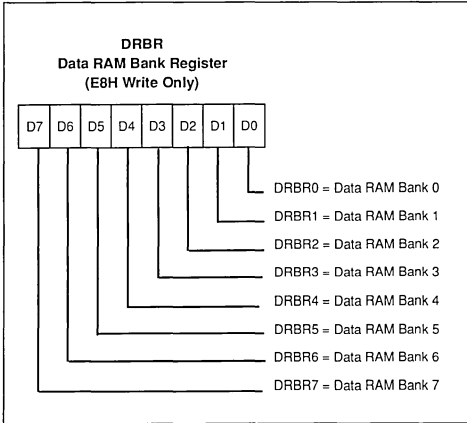 DRBR
Data RAM Bank Register
(E8H Write Only)
D7 D6 D5 D4 D3 D2 D1 D0
DRBR0 = Data RAM Bank 0
DRBR1 = Data RAM Bank 1
DRBR2 = Data RAM Bank 2
DRBR3 = Data RAM Bank 3
DRBR4 = Data RAM Bank 4
DRBR5 = Data RAM Bank 5
DRBR6 = Data RAM Bank 6
DRBR7 = Data RAM Bank 7